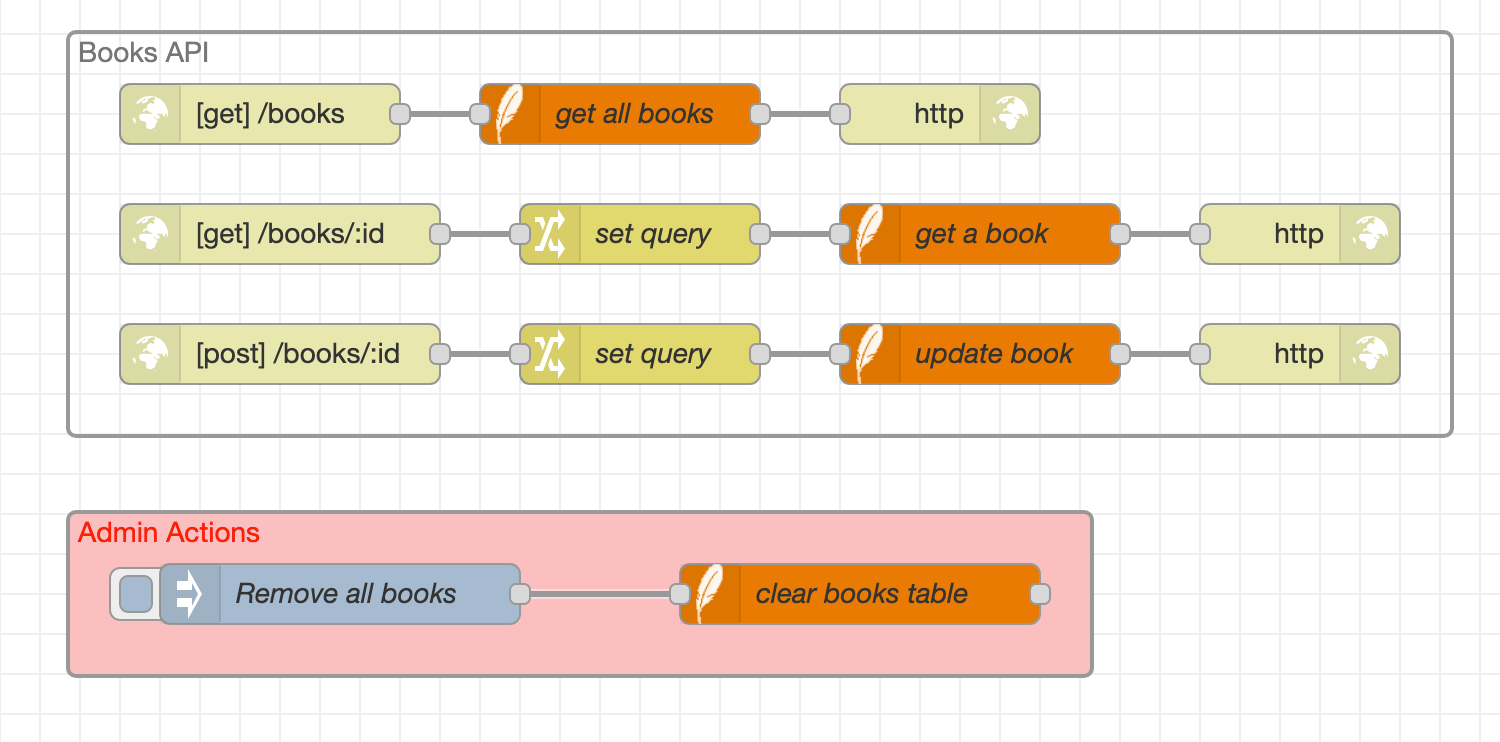 Books API
[get] /books
get all books
http
[get] /books/:id
set query
get a book
http
[post] /books/:id
set query
update book
http
Admin Actions
Remove all books
clear books table